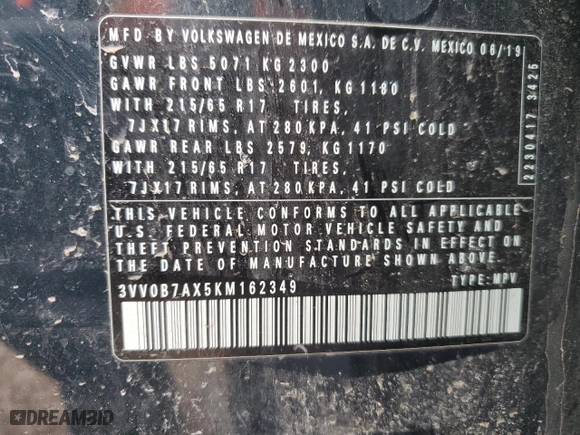 MFD BY VOLKSWAGEN DE MEXICO S.A. DE C.V. MEXICO 06/19
GVWR LBS 5071 KG 2300
GAWR FRONT LBS 2601, KG 1180
WITH 215/65 R17 TIRES,
7JX17 RIMS, AT 280 KPA, 41 PSI COLD
GAWR REAR LBS 2579, KG 1170
WITH 215/65 R17 TIRES,
7JX17 RIMS, AT 280 KPA, 41 PSI COLD
THIS VEHICLE CONFORMS TO ALL APPLICABLE
U.S. FEDERAL MOTOR VEHICLE SAFETY AND
THEFT PREVENTION STANDARDS IN EFFECT ON
THE DATE OF MANUFACTURE SHOWN ABOVE.
3VV0B7AX5KM162349 TYPE:MPV
2230417 3425
DREAMBID